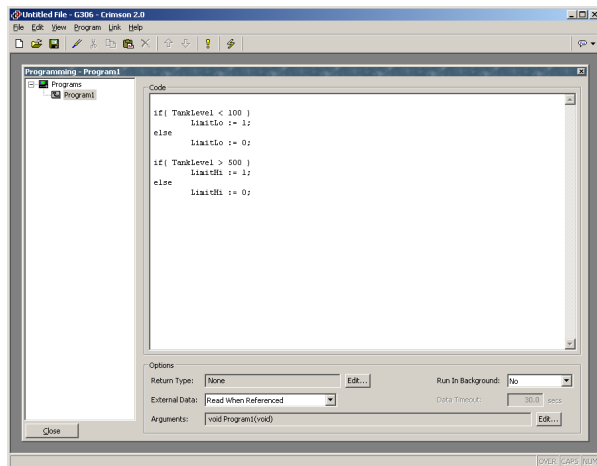 Untitled File - G306 - Crimson 2.0
File Edit View Program Link Help
Programming - Program1
Programs
Program1
Code
if( TankLevel < 100 )
LimitLo := 1;
else
LimitLo := 0;
if( TankLevel > 500 )
LimitHi := 1;
else
LimitHi := 0;
Options
Return Type: None Edit... Run In Background: No
External Data: Read When Referenced Data Timeout: 30.0 secs
Arguments: void Program1(void) Edit...
Close
OVER CAPS NUM